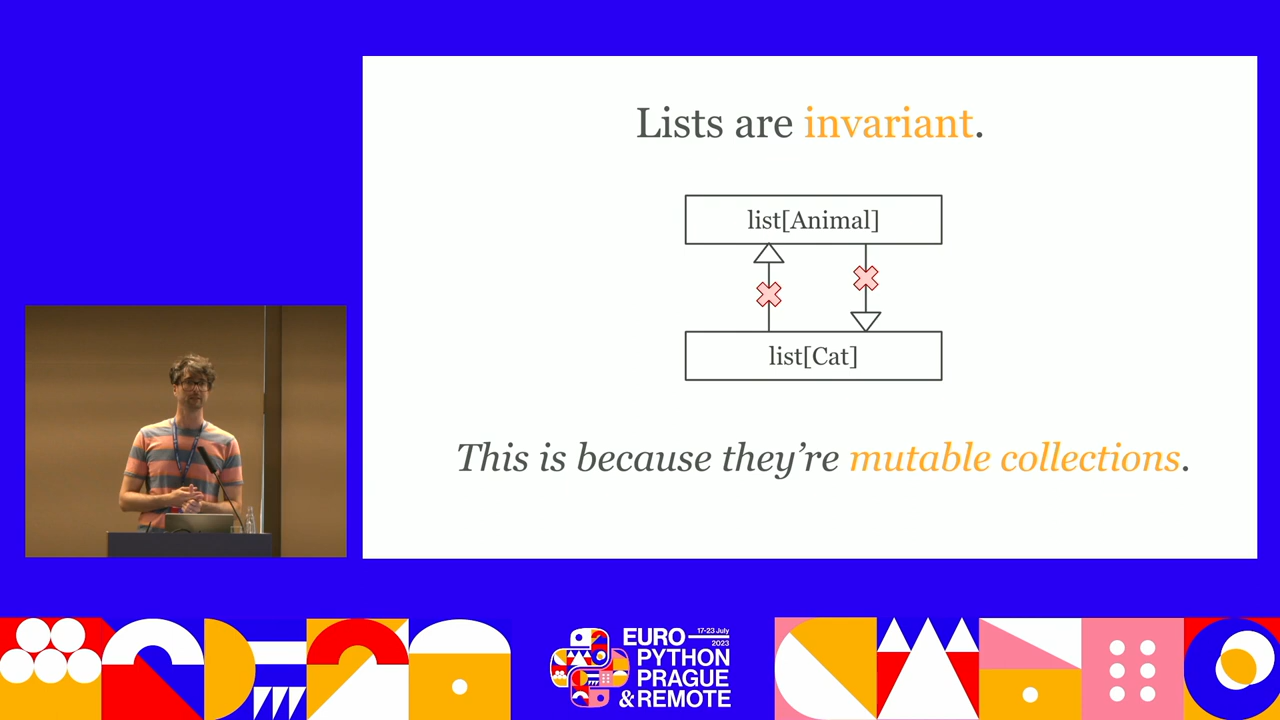 Lists are invariant.
list[Animal]
list[Cat]
This is because they're mutable collections.
EURO
17-23 July
2023
PYTHON
PRAGUE
& REMOTE